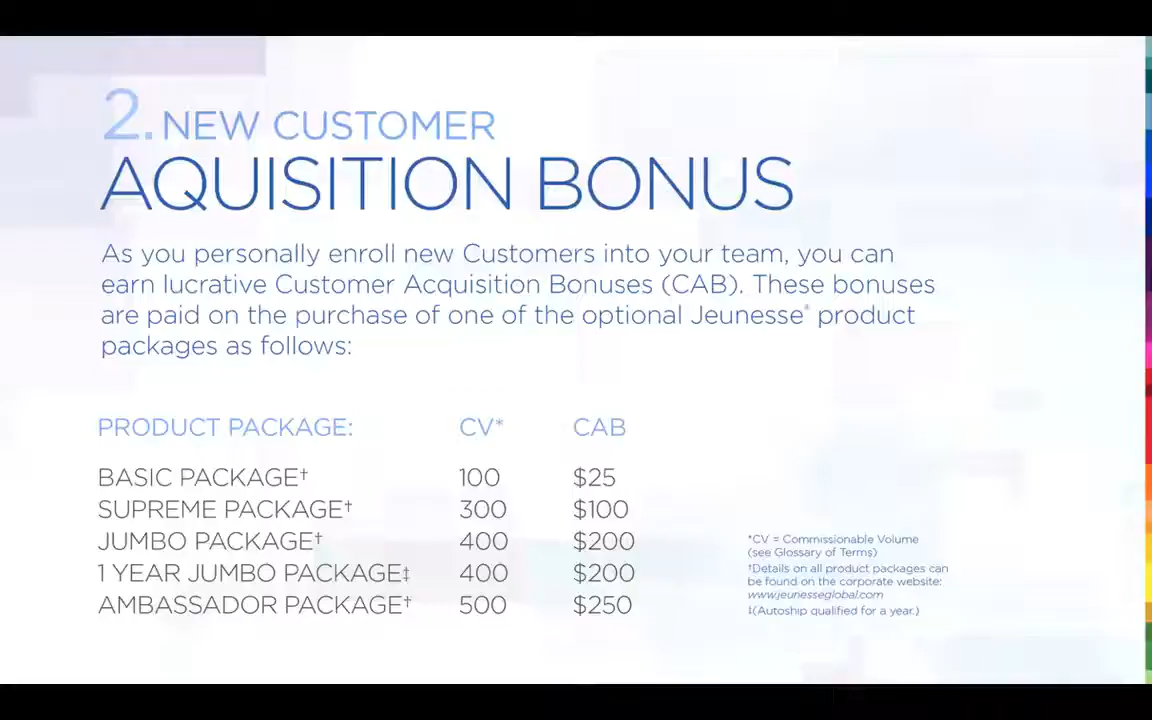 2. NEW CUSTOMER
AQUISITION BONUS
As you personally enroll new Customers into your team, you can
earn lucrative Customer Acquisition Bonuses (CAB). These bonuses
are paid on the purchase of one of the optional Jeunesse® product
packages as follows:
PRODUCT PACKAGE: CV* CAB
BASIC PACKAGE† 100 $25
SUPREME PACKAGE† 300 $100
JUMBO PACKAGE† 400 $200
1 YEAR JUMBO PACKAGE‡ 400 $200
AMBASSADOR PACKAGE† 500 $250
*CV = Commissionable Volume
(see Glossary of Terms)
†Details on all product packages can
be found on the corporate website:
www.jeunesseglobal.com
‡(Autoship qualified for a year.)